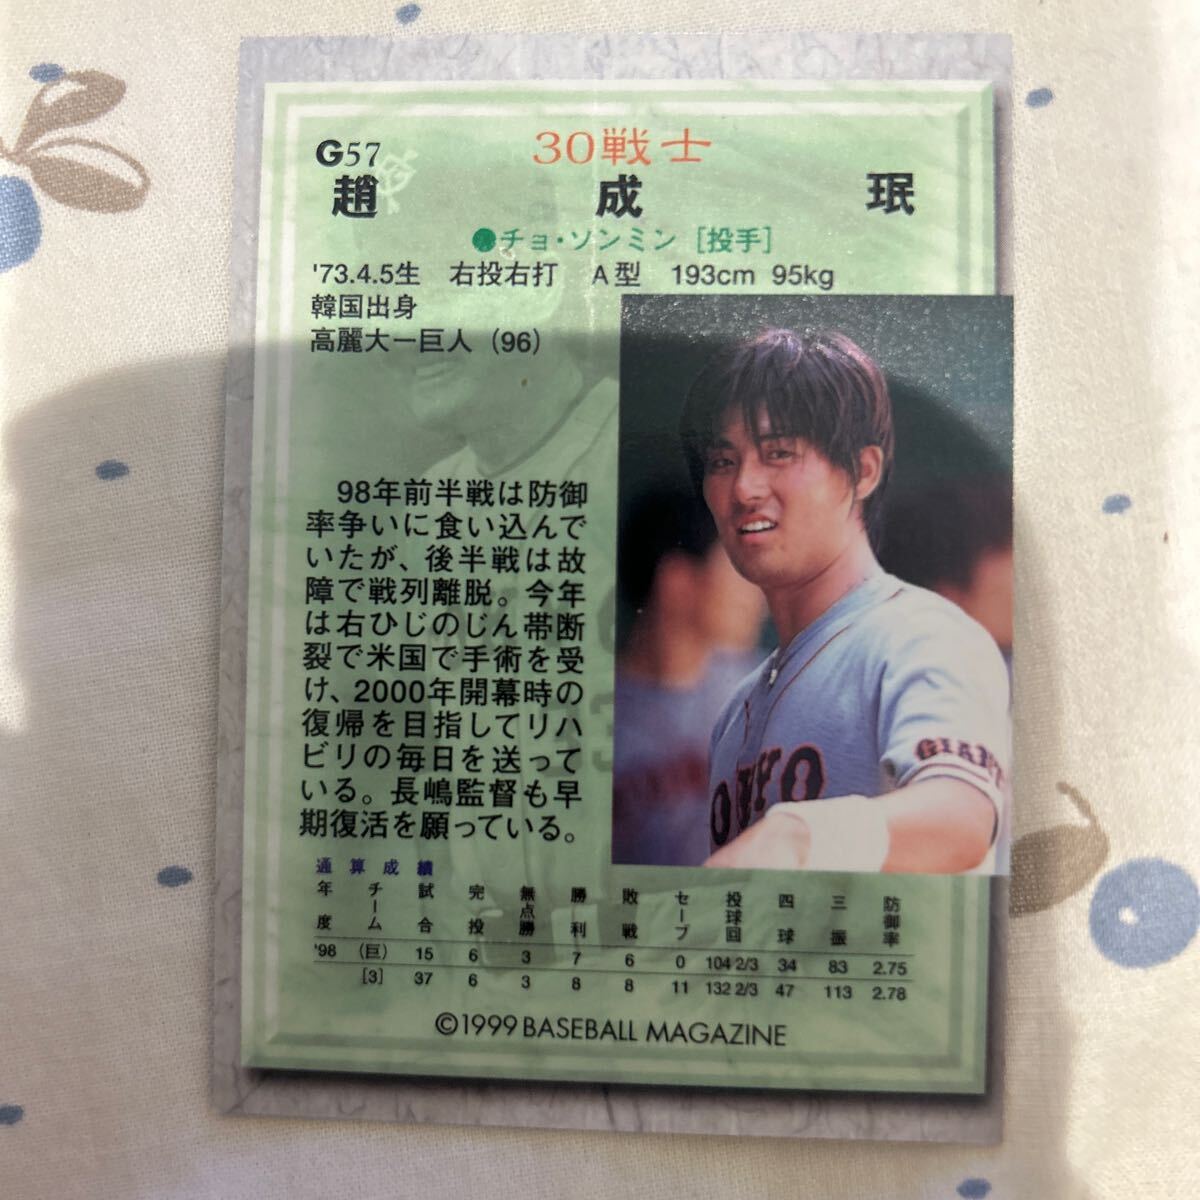 G57
30戦士
趙 成 珉
●チョ・ソンミン［投手］
'73.4.5生 右投右打 A型 193cm 95kg
韓国出身
高麗大ー巨人（96）
98年前半戦は防御
率争いに食い込んで
いたが、後半戦は故
障で戦列離脱。今年
は右ひじのじん帯断
裂で米国で手術を受
け、2000年開幕時の
復帰を目指してリハ
ビリの毎日を送って
いる。長嶋監督も早
期復活を願っている。
GIANT
OKYO
通算成績
年度 チーム 試合 完投 無点勝 勝利 敗戦 セーブ 投球回 四球 三振 防御率
'98 (巨) 15 6 3 7 6 0 104 2/3 34 83 2.75
[3] 37 6 3 8 8 11 132 2/3 47 113 2.78
©1999 BASEBALL MAGAZINE